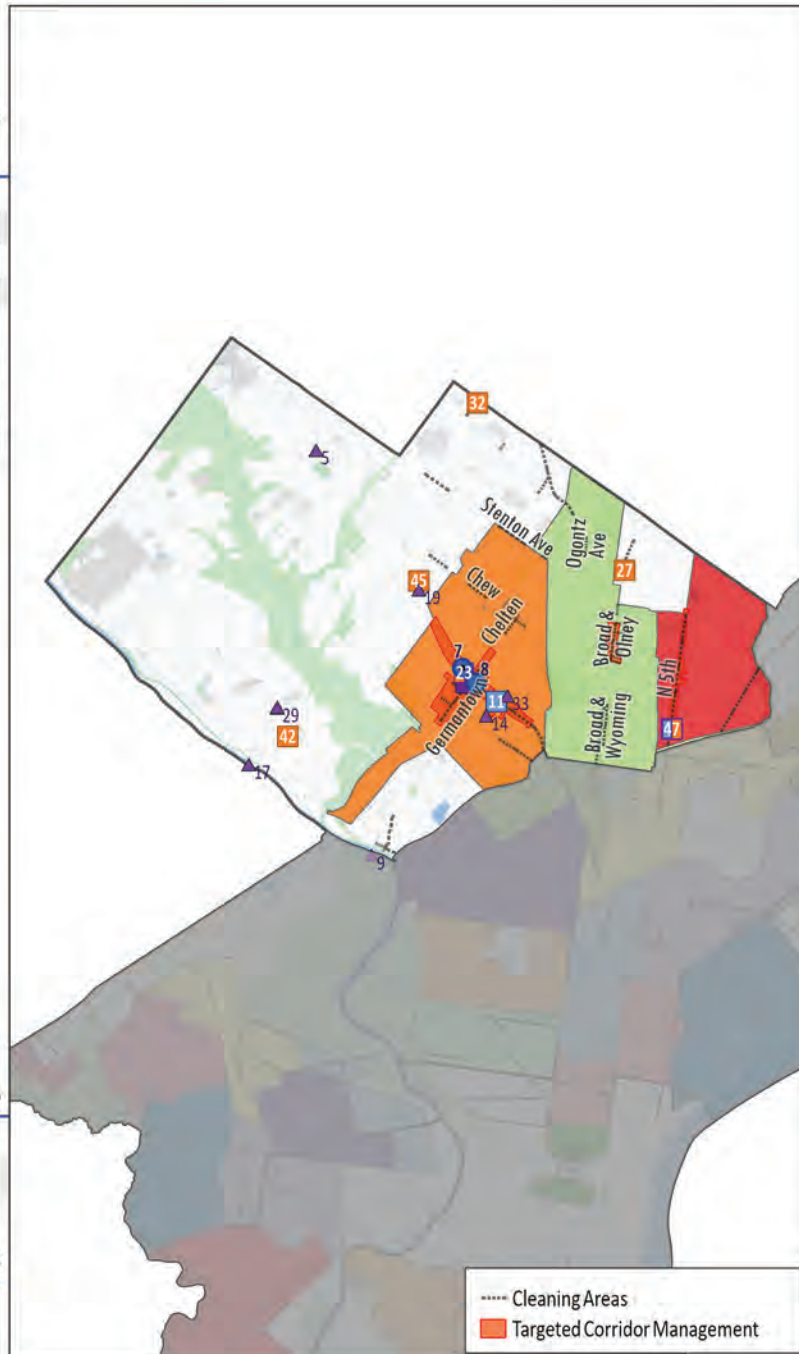 32
5
Stenton Ave
Ogontz
Ave
27
45
19
Chew
Chelten
Broad &
Olney
7
23
8
N 5th
29
11
33
Germantown
14
Broad &
Wyoming
47
42
17
9
Cleaning Areas
Targeted Corridor Management